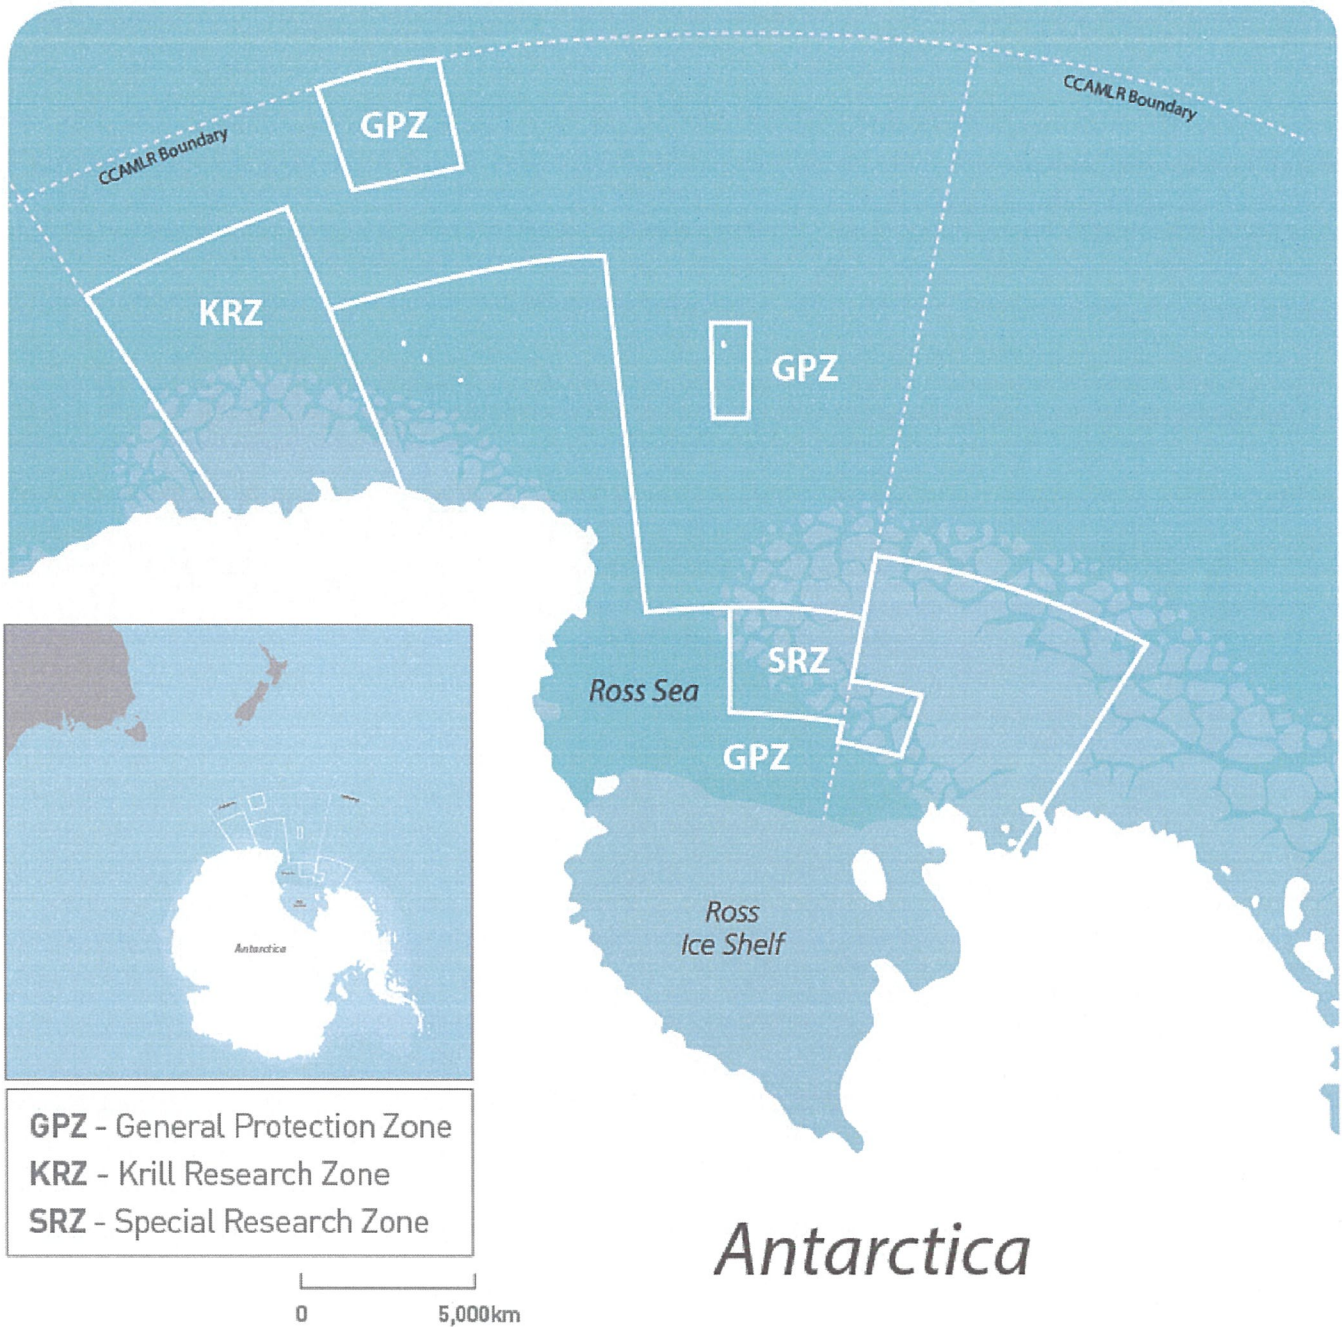 CCAMLR Boundary
GPZ
CCAMLR Boundary
KRZ
GPZ
SRZ
Ross Sea
GPZ
Ross
Ice Shelf
Antarctica
GPZ - General Protection Zone
KRZ - Krill Research Zone
SRZ - Special Research Zone
Antarctica
0 5,000km